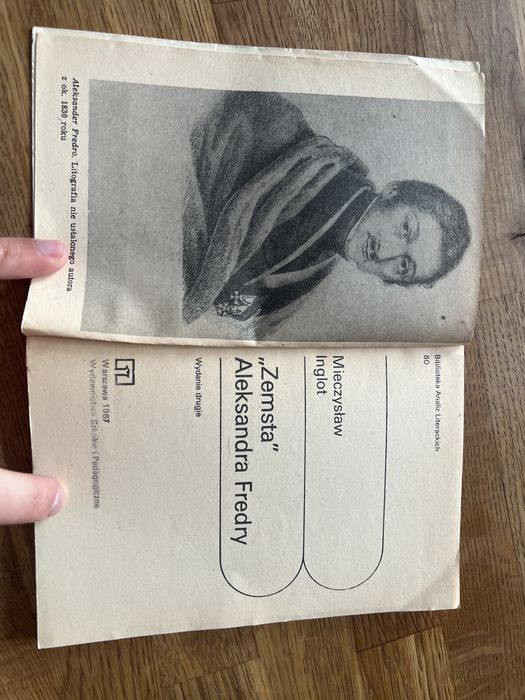 Aleksander Fredro. Litografia nie ustalonego autora
z ok. 1830 roku
Biblioteka Analiz Literackich
60
Mieczysław
Inglot
„Zemsta”
Aleksandra Fredry
Wydanie drugie
Warszawa 1987
Wydawnictwa Szkolne i Pedagogiczne